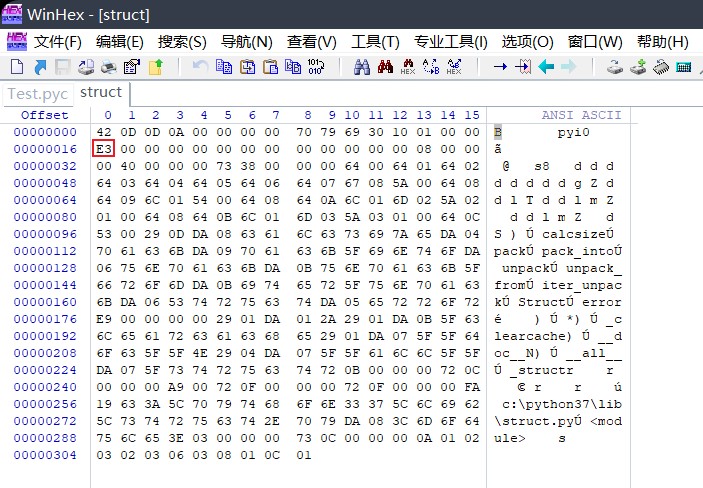 WinHex - [struct]
文件(F) 编辑(E) 搜索(S) 导航(N) 查看(V) 工具(T) 专业工具(I) 选项(O) 窗口(W) 帮助(H)
Test.pyc struct
Offset 0 1 2 3 4 5 6 7 8 9 10 11 12 13 14 15 ANSI ASCII
00000000 42 0D 0D 0A 00 00 00 00 70 79 69 30 10 01 00 00 B pyi0
00000016 E3 00 00 00 00 00 00 00 00 00 00 00 00 08 00 00 ã
00000032 00 40 00 00 00 73 38 00 00 00 64 00 64 01 64 02 @ s8 d d d
00000048 64 03 64 04 64 05 64 06 64 07 67 08 5A 00 64 08 d d d d d g Z d
00000064 64 09 6C 01 54 00 64 08 64 0A 6C 01 6D 02 5A 02 d lT d d lm Z
00000080 01 00 64 08 64 0B 6C 01 6D 03 5A 03 01 00 64 0C d d lm Z d
00000096 53 00 29 0D DA 08 63 61 6C 63 73 69 7A 65 DA 04 S ) Ú calcsizeÚ
00000112 70 61 63 6B DA 09 70 61 63 6B 5F 69 6E 74 6F DA packÚ pack_intoÚ
00000128 06 75 6E 70 61 63 6B DA 0B 75 6E 70 61 63 6B 5F unpackÚ unpack_
00000144 66 72 6F 6D DA 0B 69 74 65 72 5F 75 6E 70 61 63 fromÚ iter_unpac
00000160 6B DA 06 53 74 72 75 63 74 DA 05 65 72 72 6F 72 kÚ StructÚ error
00000176 E9 00 00 00 00 29 01 DA 01 2A 29 01 DA 0B 5F 63 é ) Ú *) Ú _c
00000192 6C 65 61 72 63 61 63 68 65 29 01 DA 07 5F 5F 64 learcache) Ú __d
00000208 6F 63 5F 5F 4E 29 04 DA 07 5F 5F 61 6C 6C 5F 5F oc__N) Ú __all__
00000224 DA 07 5F 73 74 72 75 63 74 72 0B 00 00 00 72 0C Ú _structr r
00000240 00 00 00 A9 00 72 0F 00 00 00 72 0F 00 00 00 FA © r r ú
00000256 19 63 3A 5C 70 79 74 68 6F 6E 33 37 5C 6C 69 62 c:\python37\lib
00000272 5C 73 74 72 75 63 74 2E 70 79 DA 08 3C 6D 6F 64 \struct.pyÚ <mod
00000288 75 6C 65 3E 03 00 00 00 73 0C 00 00 00 0A 01 02 ule> s
00000304 03 02 03 06 03 08 01 0C 01